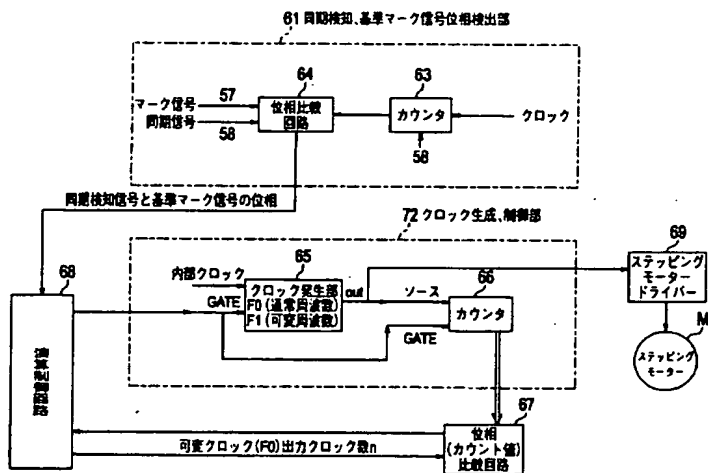 61 同期検知、基準マーク信号位相検出部
64
63
57
マーク信号
同期信号
58
位相比較
回路
カウンタ
クロック
58
同期検知信号と基準マーク信号の位相
72 クロック生成、制御部
68
65
69
内部クロック
クロック発生部
F0(通常周波数)
F1(可変周波数)
out
GATE
ソース
66
カウンタ
GATE
ステッピング
モーター
ドライバー
M
ステッピング
モーター
演算制御回路
67
可変クロック(F0)出力クロック数n
位相
(カウント値)
比較回路